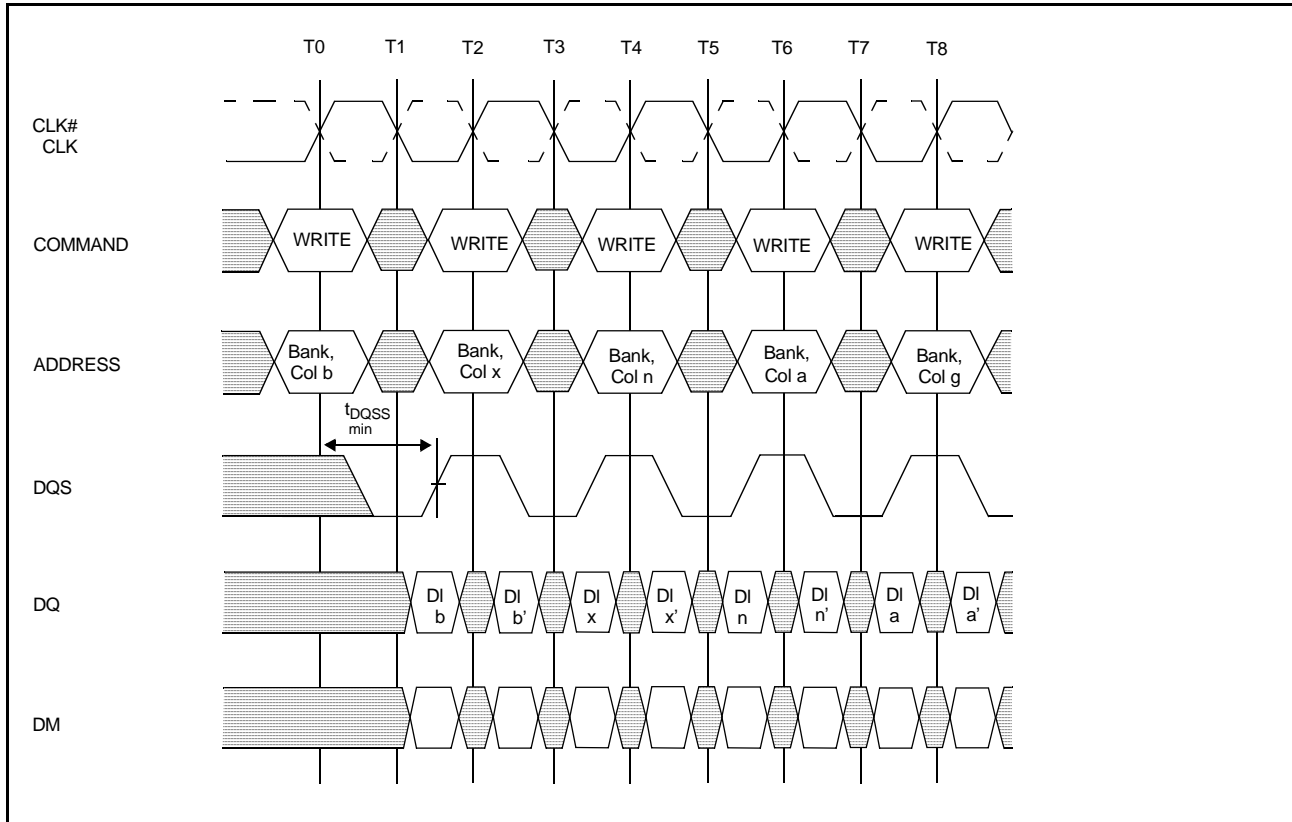 T0 T1 T2 T3 T4 T5 T6 T7 T8
CLK#
CLK
COMMAND
WRITE WRITE WRITE WRITE WRITE
ADDRESS
Bank, Bank, Bank, Bank, Bank,
Col b Col x Col n Col a Col g
tDQSS
min
DQS
DQ
DI DI DI DI DI DI DI DI
b b' x x' n n' a a'
DM